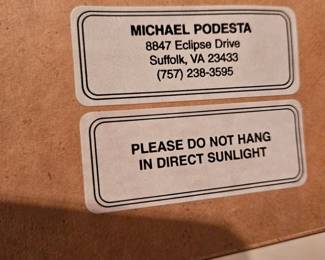 MICHAEL PODESTA
8847 Eclipse Drive
Suffolk, VA 23433
(757) 238-3595
PLEASE DO NOT HANG
IN DIRECT SUNLIGHT